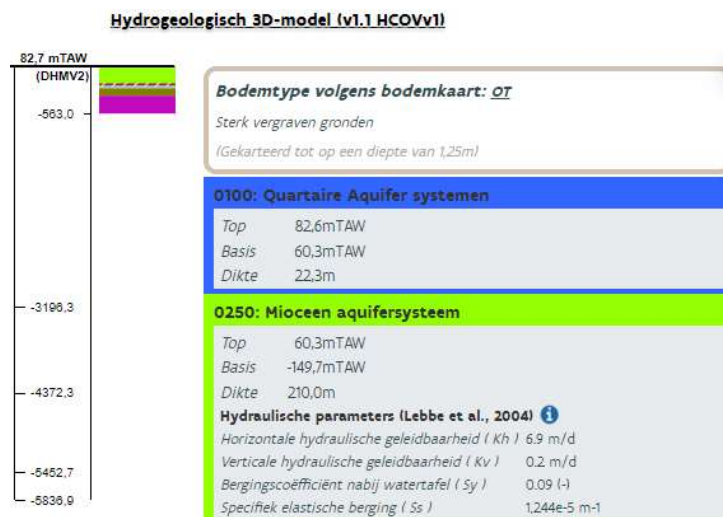 Hydrogeologisch 3D-model (v1.1 HCOVv1)
82,7 mTAW
(DHMV2)
-563.0
-3196,3
-4372,3
-5452,7
-5836,9
Bodemtype volgens bodemkaart: OT
Sterk vergraven gronden
(Gekarteerd tot op een diepte van 1,25m)
0100: Quartaire Aquifer systemen
Top 82,6mTAW
Basis 60,3mTAW
Dikte 22,3m
0250: Mioceen aquifersysteem
Top 60,3mTAW
Basis -149,7mTAW
Dikte 210,0m
Hydraulische parameters (Lebbe et al., 2004) i
Horizontale hydraulische geleidbaarheid ( Kh ) 6.9 m/d
Verticale hydraulische geleidbaarheid ( Kv ) 0.2 m/d
Bergingscoëfficiënt nabij watertafel ( Sy ) 0.09 (-)
Specifiek elastische berging ( Ss ) 1,244e-5 m-1